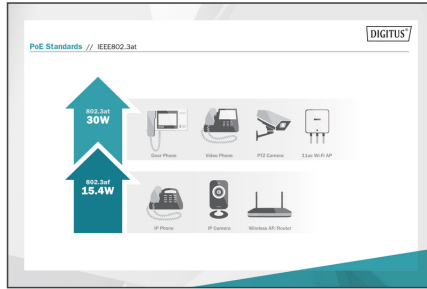 DIGITUS®
PoE Standards // IEEE802.3at
802.3at
30W
Door Phone
Video Phone
PTZ Camera
11ac Wi-Fi AP
802.3af
15.4W
IP Phone
IP Camera
Wireless AP/Router